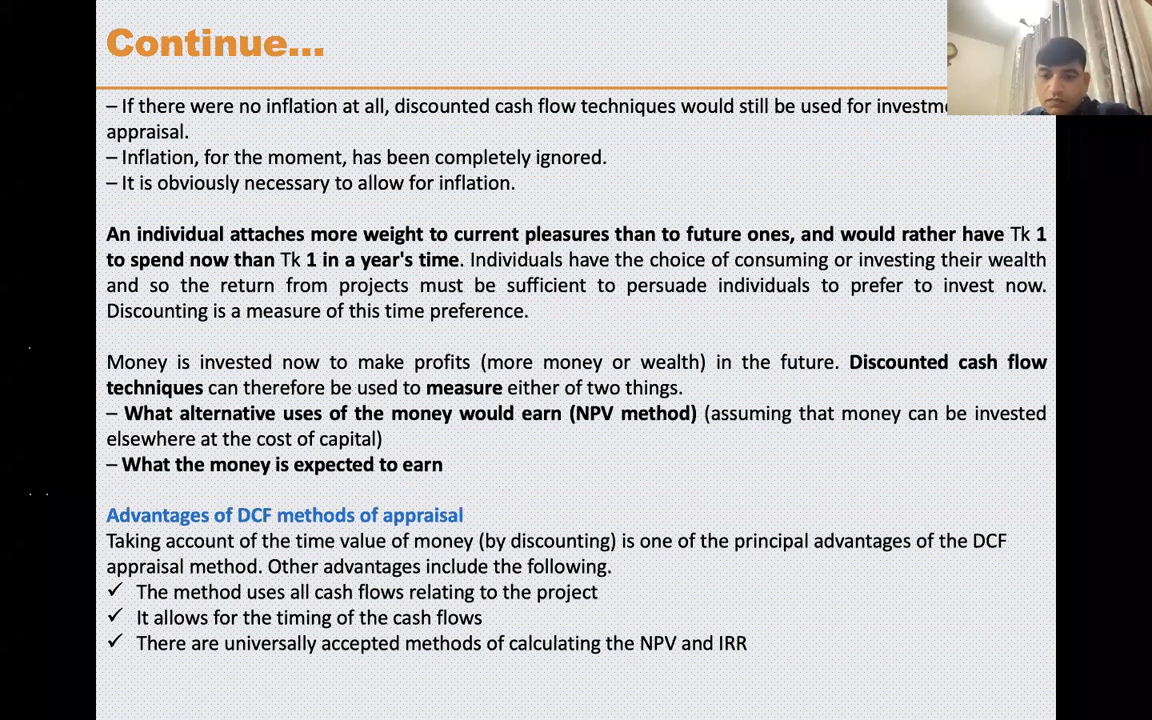 Continue...
– If there were no inflation at all, discounted cash flow techniques would still be used for
appraisal.
– Inflation, for the moment, has been completely ignored.
– It is obviously necessary to allow for inflation.
An individual attaches more weight to current pleasures than to future ones, and would rather have Tk 1
to spend now than Tk 1 in a year's time. Individuals have the choice of consuming or investing their wealth
and so the return from projects must be sufficient to persuade individuals to prefer to invest now.
Discounting is a measure of this time preference.
Money is invested now to make profits (more money or wealth) in the future. Discounted cash flow
techniques can therefore be used to measure either of two things.
– What alternative uses of the money would earn (NPV method) (assuming that money can be invested
elsewhere at the cost of capital)
– What the money is expected to earn
Advantages of DCF methods of appraisal
Taking account of the time value of money (by discounting) is one of the principal advantages of the DCF
appraisal method. Other advantages include the following.
✓ The method uses all cash flows relating to the project
✓ It allows for the timing of the cash flows
✓ There are universally accepted methods of calculating the NPV and IRR